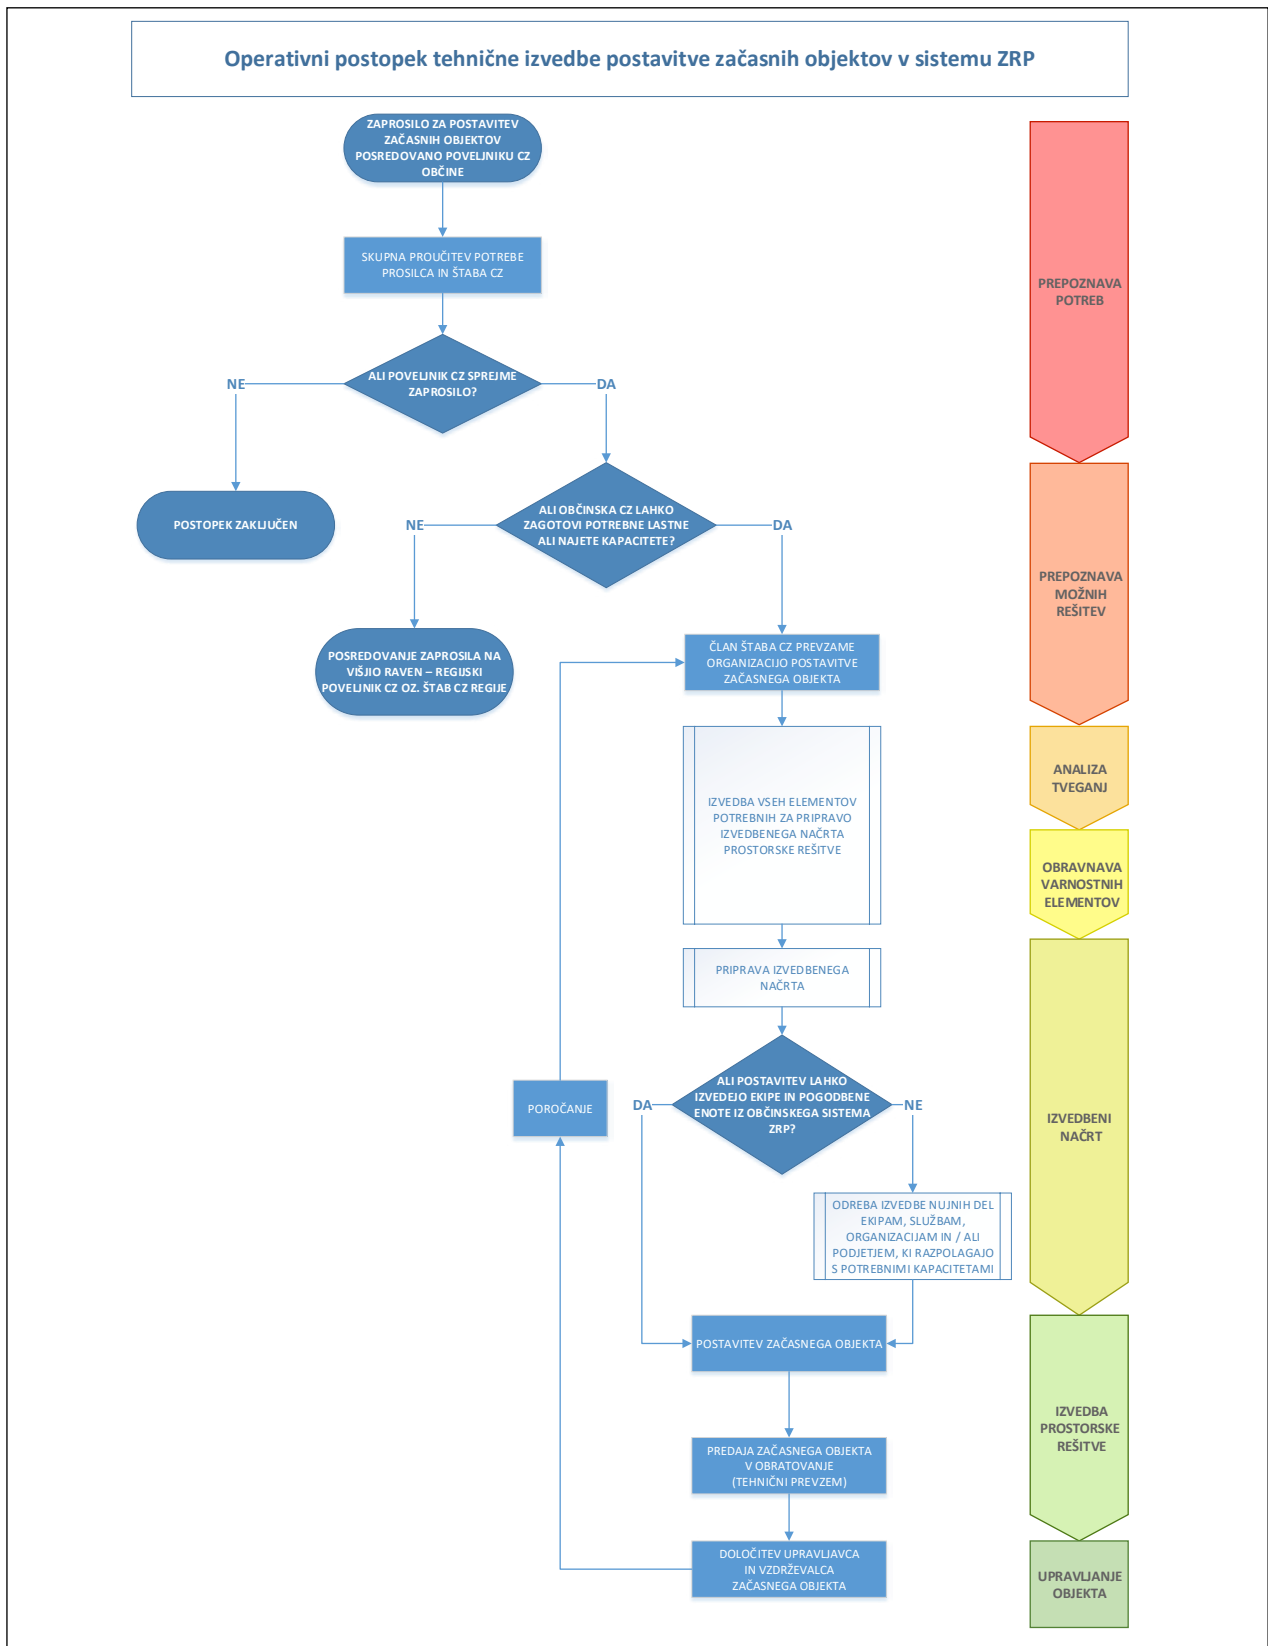 Operativni postopek tehnične izvedbe postavitve začasnih objektov v sistemu ZRP
ZAPROSILO ZA POSTAVITEV
ZAČASNIH OBJEKTOV
POSREDOVANO POVELJNIKU CZ
OBČINE
SKUPNA PROUČITEV POTREBE
PROSILCA IN ŠTABA CZ
PREPOZNAVA
POTREB
ALI POVELJNIK CZ SPREJME
ZAPROSILO?
NE
DA
POSTOPEK ZAKLJUČEN
ALI OBČINSKA CZ LAHKO
ZAGOTOVI POTREBNE LASTNE
ALI NAJETE KAPACITETE?
NE
DA
PREPOZNAVA
MOŽNIH
REŠITEV
POSREDOVANJE ZAPROSILA NA
VIŠJIO RAVEN – REGIJSKI
POVELJNIK CZ OZ. ŠTAB CZ REGIJE
ČLAN ŠTABA CZ PREVZAME
ORGANIZACIJO POSTAVITVE
ZAČASNEGA OBJEKTA
ANALIZA
TVEGANJ
IZVEDBA VSEH ELEMENTOV
POTREBNIH ZA PRIPRAVO
IZVEDBENEGA NAČRTA
PROSTORSKE REŠITVE
OBRAVNAVA
VARNOSTNIH
ELEMENTOV
PRIPRAVA IZVEDBENEGA
NAČRTA
ALI POSTAVITEV LAHKO
IZVEDEJO EKIPE IN POGODBENE
ENOTE IZ OBČINSKEGA SISTEMA
ZRP?
DA
NE
POROČANJE
IZVEDBENI
NAČRT
ODREBA IZVEDBE NUJNIH DEL
EKIPAM, SLUŽBAM,
ORGANIZACIJAM IN / ALI
PODJETJEM, KI RAZPOLAGAJO
S POTREBNIMI KAPACITETAMI
POSTAVITEV ZAČASNEGA OBJEKTA
IZVEDBA
PROSTORSKE
REŠITVE
PREDAJA ZAČASNEGA OBJEKTA
V OBRATOVANJE
(TEHNIČNI PREVZEM)
DOLOČITEV UPRAVLJAVCA
IN VZDRŽEVALCA
ZAČASNEGA OBJEKTA
UPRAVLJANJE
OBJEKTA